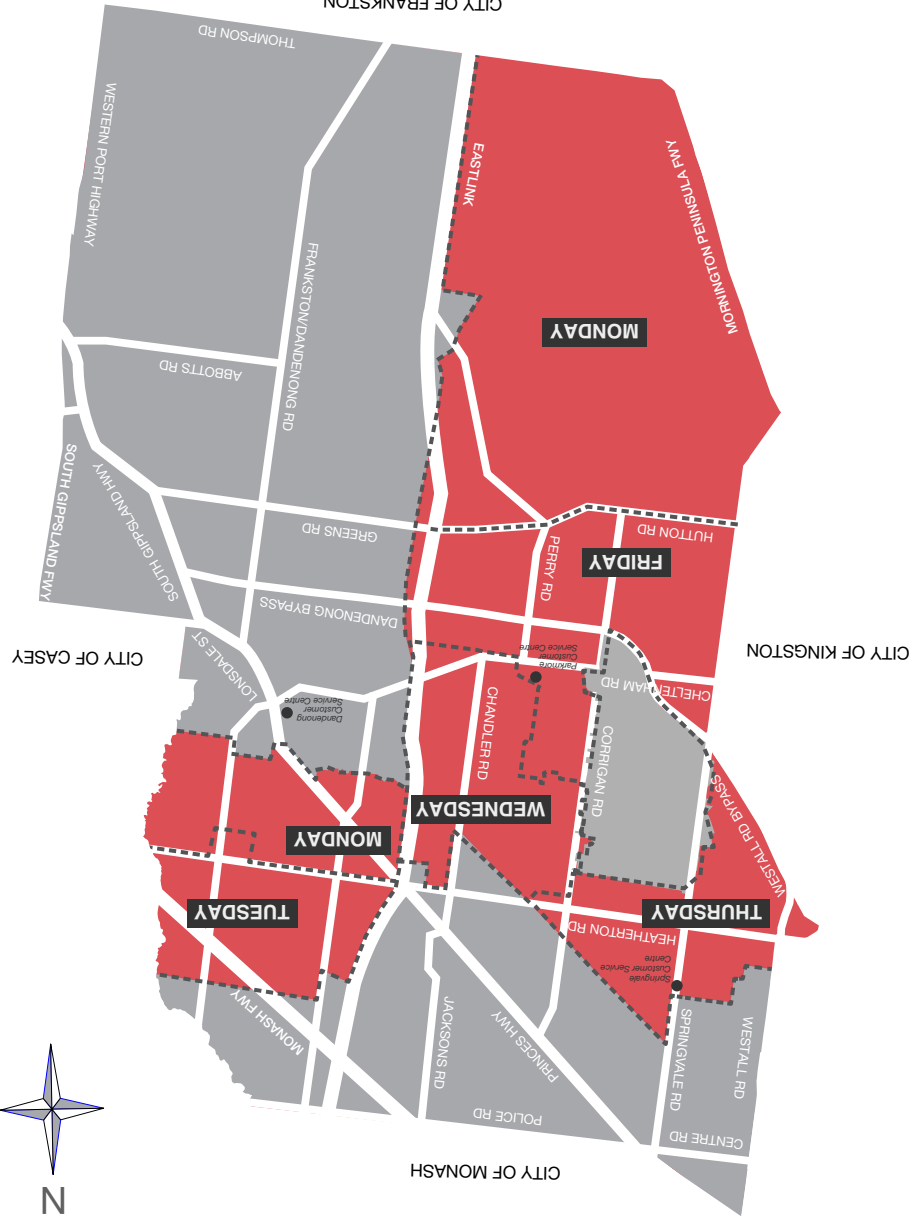 N
CITY OF MONASH
CENTRE RD
POLICE RD
WESTALL RD
SPRINGVALE RD
PRINCES HWY
JACKSONS RD
MONASH FWY
Springvale
Customer Service
Centre
HEATHERTON RD
THURSDAY
TUESDAY
WESTALL RD BYPASS
MONDAY
WEDNESDAY
CORRIGAN RD
CHANDLER RD
Dandenong
Customer
Service Centre
CHELTENHAM RD
Parkmore
Customer
Service Centre
LONSDALE ST
CITY OF KINGSTON
CITY OF CASEY
DANDENONG BYPASS
FRIDAY
PERRY RD
SOUTH GIPPSLAND HWY
SOUTH GIPPSLAND FWY
HUTTON RD
GREENS RD
ABBOTTS RD
FRANKSTON/DANDENONG RD
MONDAY
MORNINGTON PENINSULA FWY
EASTLINK
WESTERN PORT HIGHWAY
THOMPSON RD
CITY OF FRANKSTON